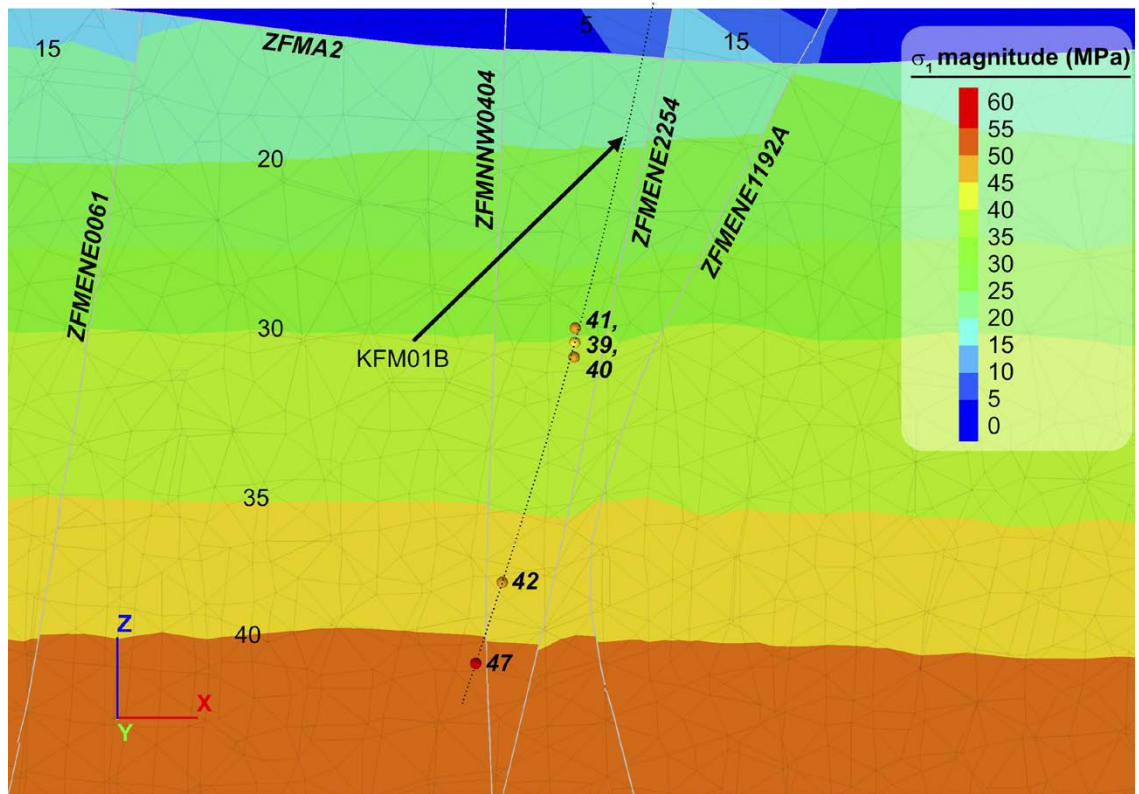 5
15
15
ZFMA2
σ1 magnitude (MPa)
60
55
50
45
40
35
30
25
20
15
10
5
0
ZFMNNW0404
ZFMENE2254
ZFMENE1192A
ZFMENE0061
20
30
KFM01B
41,
39,
40
35
42
40
47
Z
X
Y